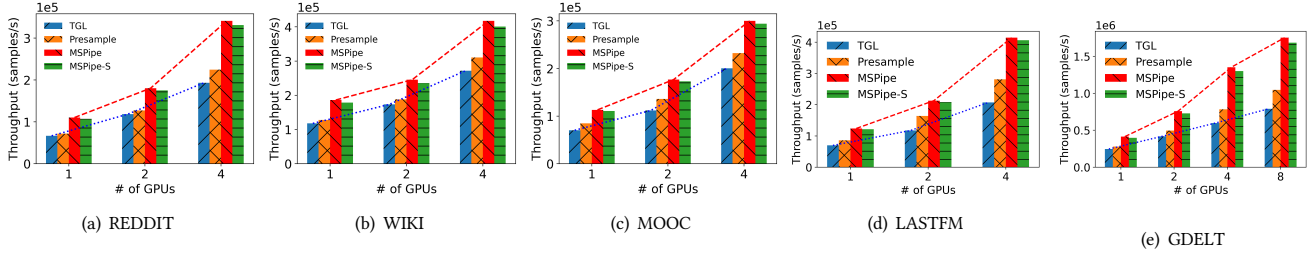 1e5
Throughput (samples/s)
3
2
1
0
TGL
Presample
MSPipe
MSPipe-S
1 2 4
# of GPUs
(a) REDDIT
1e5
Throughput (samples/s)
4
3
2
1
0
TGL
Presample
MSPipe
MSPipe-S
1 2 4
# of GPUs
(b) WIKI
1e5
Throughput (samples/s)
3
2
1
0
TGL
Presample
MSPipe
MSPipe-S
1 2 4
# of GPUs
(c) MOOC
1e5
Throughput (samples/s)
4
3
2
1
0
TGL
Presample
MSPipe
MSPipe-S
1 2 4
# of GPUs
(d) LASTFM
1e6
Throughput (samples/s)
1.5
1.0
0.5
0.0
TGL
Presample
MSPipe
MSPipe-S
1 2 4 8
# of GPUs
(e) GDELT